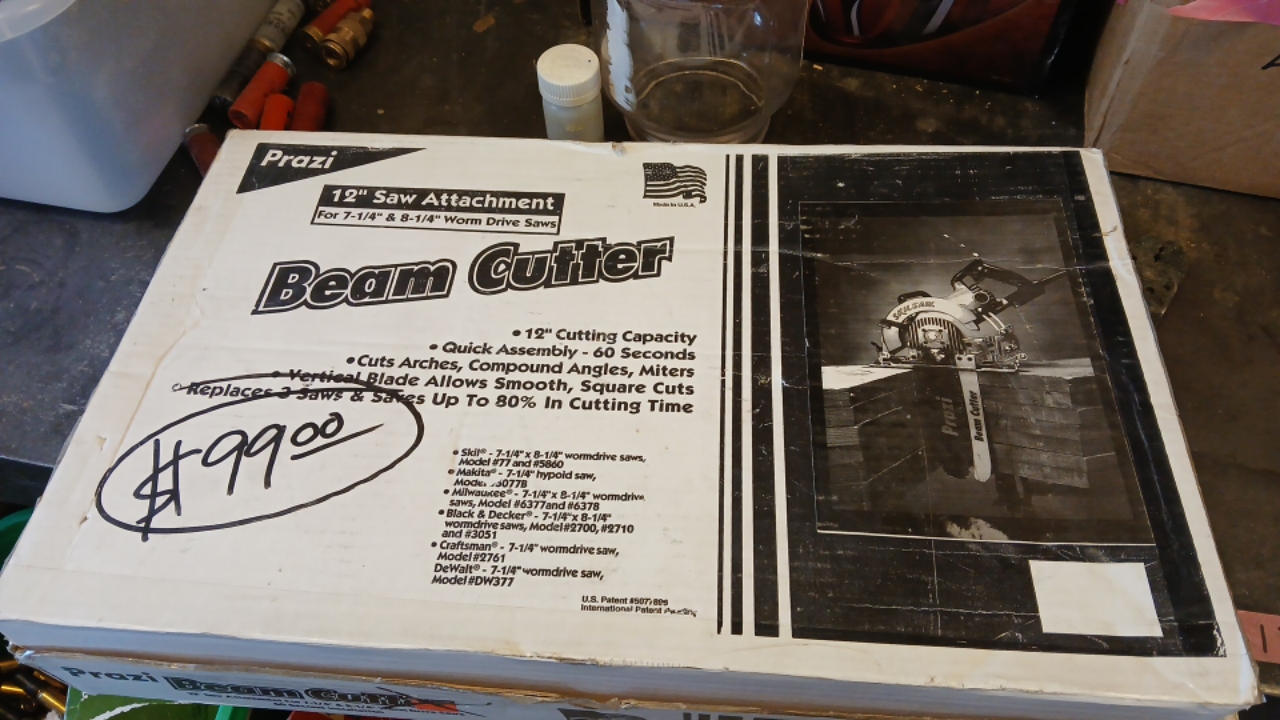 Prazi
12" Saw Attachment
For 7-1/4" & 8-1/4" Worm Drive Saws
Made In U.S.A.
Beam Cutter
• 12" Cutting Capacity
• Quick Assembly - 60 Seconds
• Cuts Arches, Compound Angles, Miters
• Vertical Blade Allows Smooth, Square Cuts
• Replaces 3 Saws & Saves Up To 80% In Cutting Time
$99.00
• Skil® - 7-1/4" x 8-1/4" wormdrive saws,
Model #77 and #5860
• Makita® - 7-1/4" hypoid saw,
• Milwaukee® - 7-1/4"x 8-1/4" wormdrive
saws, Model #6377and #6378
• Black & Decker® - 7-1/4"x 8-1/4"
wormdrive saws, Model #2700, #2710
and #3051
• Craftsman® - 7-1/4" wormdrive saw,
Model #2761
DeWalt® - 7-1/4" wormdrive saw,
Model #DW377
U.S. Patent
International Patent
SKILSAW
Prazi
Beam Cutter
Prazi Beam Cutter